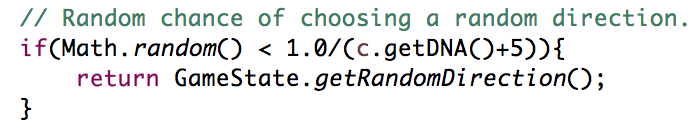 // Random chance of choosing a random direction.
if(Math.random() < 1.0/(c.getDNA()+5)){
    return GameState.getRandomDirection();
}